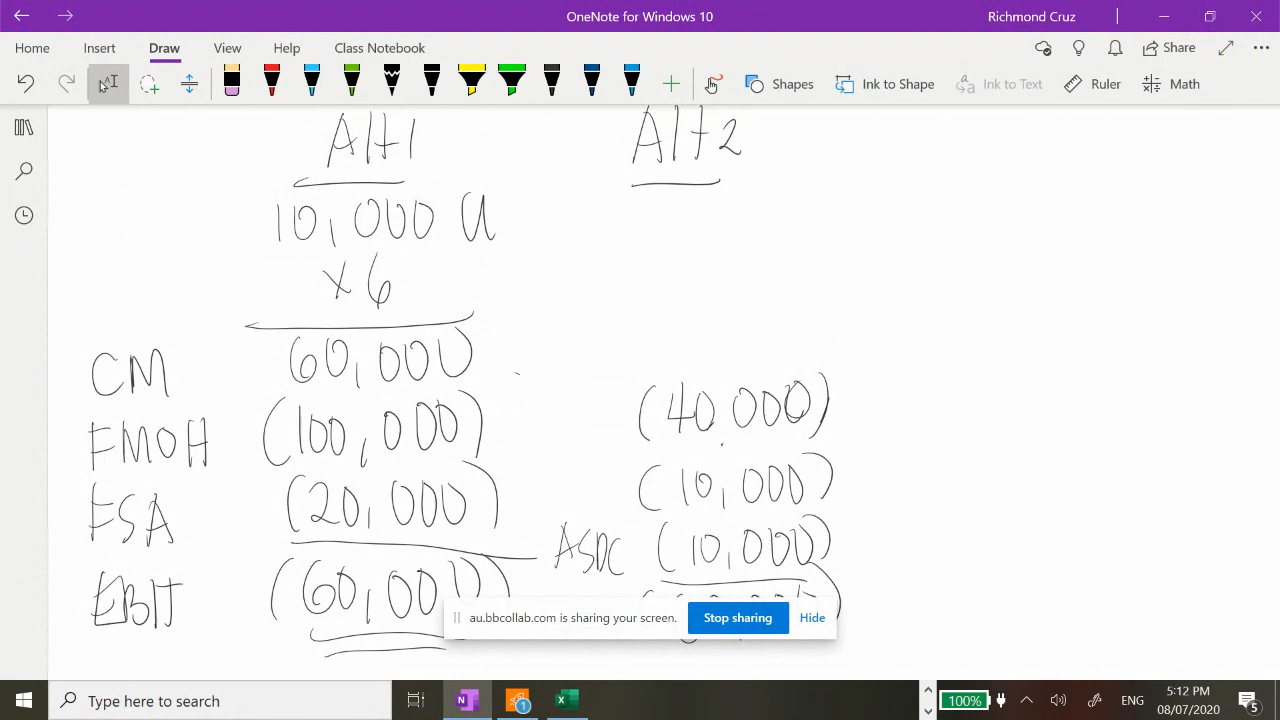 OneNote for Windows 10
Richmond Cruz
Home Insert Draw View Help Class Notebook
Share
Shapes Ink to Shape Ink to Text Ruler Math
Alt1 Alt2
10,000 U
x 6
CM 60,000
(40,000)
FMOH (100,000)
(10,000)
FSA (20,000)
ASDC (10,000)
EBIT (60,000)
au.bbcollab.com is sharing your screen. Stop sharing Hide
Type here to search
1
100%
ENG
5:12 PM
08/07/2020
5